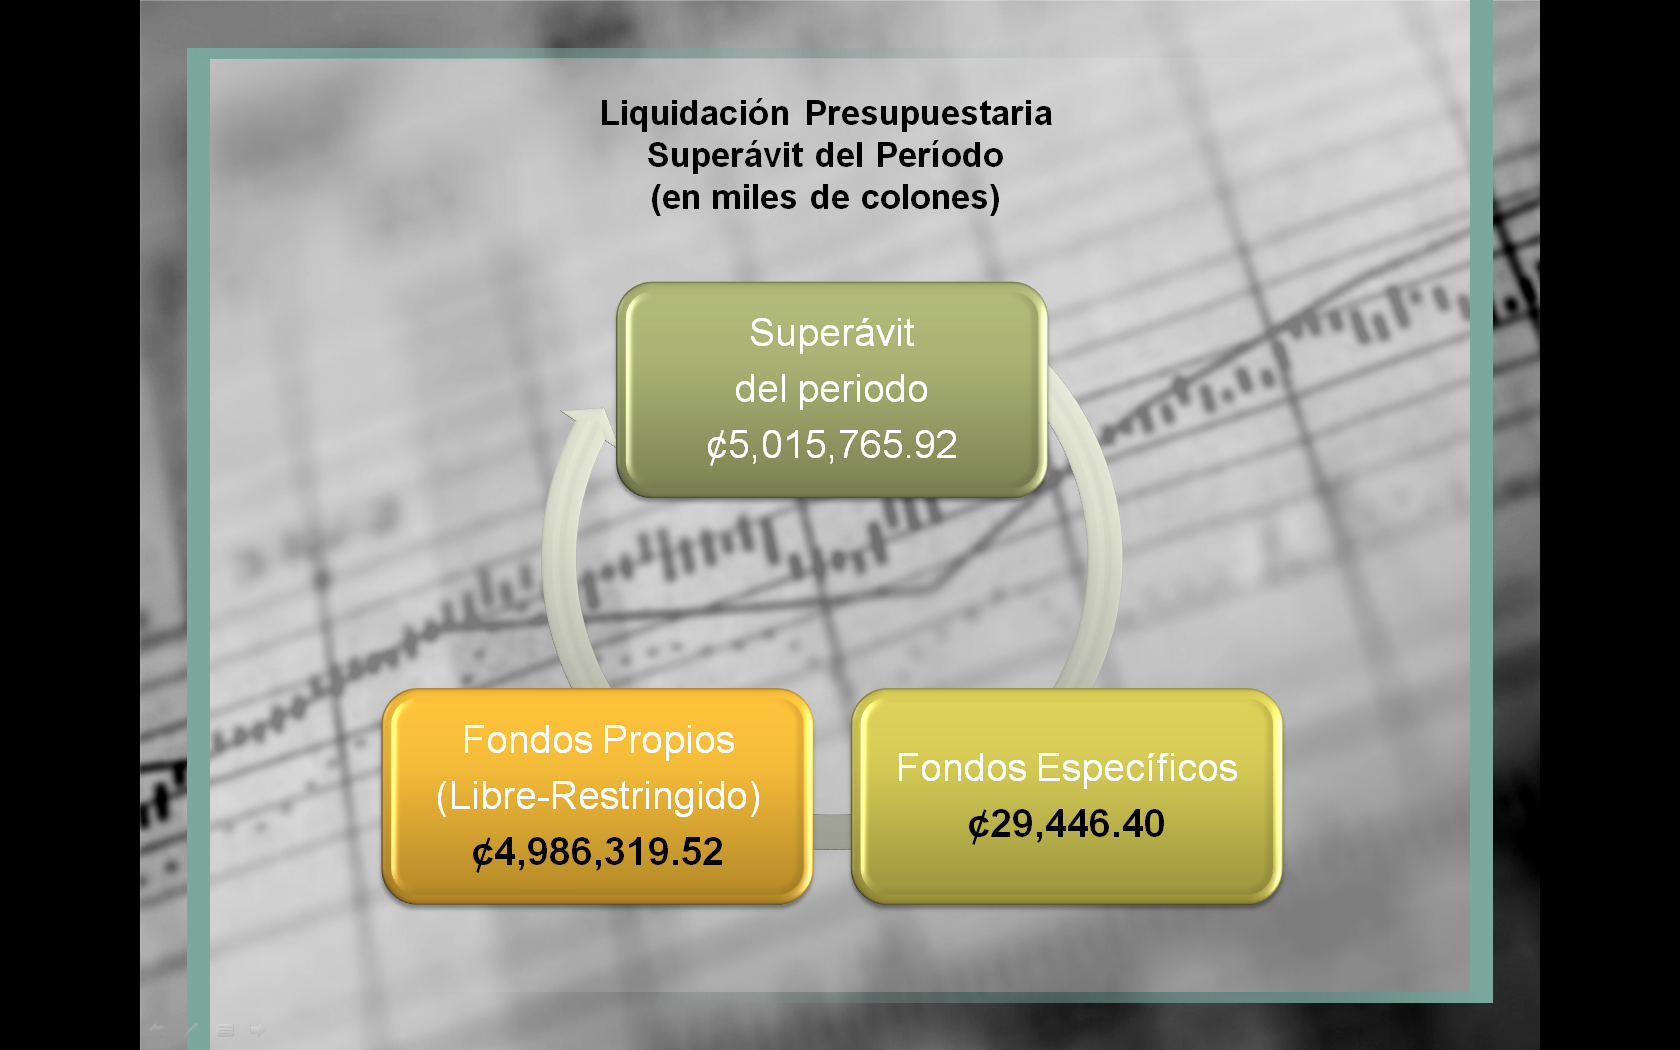 Liquidación Presupuestaria
Superávit del Período
(en miles de colones)
Superávit
del periodo
₡5,015,765.92
Fondos Propios
(Libre-Restringido)
₡4,986,319.52
Fondos Específicos
₡29,446.40